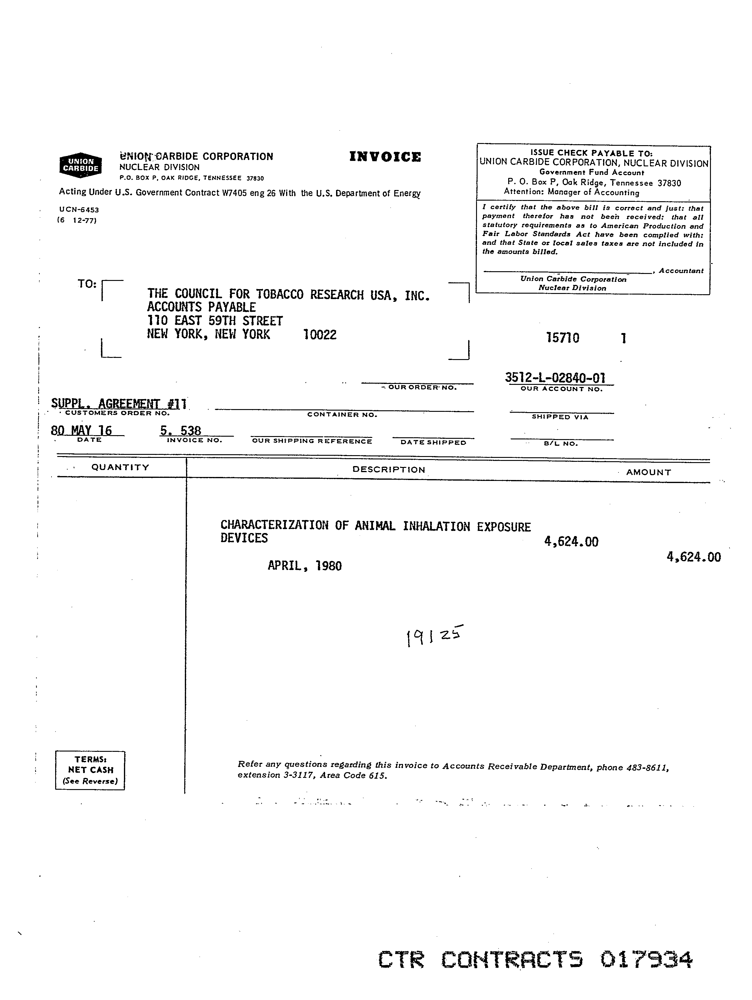 UNION
CARBIDE
UNION CARBIDE CORPORATION
NUCLEAR DIVISION
P.O. BOX P, OAK RIDGE, TENNESSEE 37830
INVOICE
Acting Under U.S. Government Contract W7405 eng 26 With the U.S. Department of Energy
UCN-6453
(6 12-77)
ISSUE CHECK PAYABLE TO:
UNION CARBIDE CORPORATION, NUCLEAR DIVISION
Government Fund Account
P. O. Box P, Oak Ridge, Tennessee 37830
Attention: Manager of Accounting
I certify that the above bill is correct and just: that
payment therefor has not been received: that all
statutory requirements as to American Production and
Fair Labor Standards Act have been complied with:
and that State or local sales taxes are not included in
the amounts billed.
, Accountant
Union Carbide Corporation
Nuclear Division
TO:
THE COUNCIL FOR TOBACCO RESEARCH USA, INC.
ACCOUNTS PAYABLE
110 EAST 59TH STREET
NEW YORK, NEW YORK 10022
15710 1
OUR ORDER NO.
3512-L-02840-01
OUR ACCOUNT NO.
SUPPL. AGREEMENT #11
CUSTOMERS ORDER NO.
CONTAINER NO.
SHIPPED VIA
80 MAY 16 5. 538
DATE INVOICE NO. OUR SHIPPING REFERENCE DATE SHIPPED B/L NO.
QUANTITY DESCRIPTION AMOUNT
CHARACTERIZATION OF ANIMAL INHALATION EXPOSURE
DEVICES 4,624.00
4,624.00
APRIL, 1980
19125
TERMS:
NET CASH
(See Reverse)
Refer any questions regarding this invoice to Accounts Receivable Department, phone 483-8611,
extension 3-3117, Area Code 615.
CTR CONTRACTS 017934